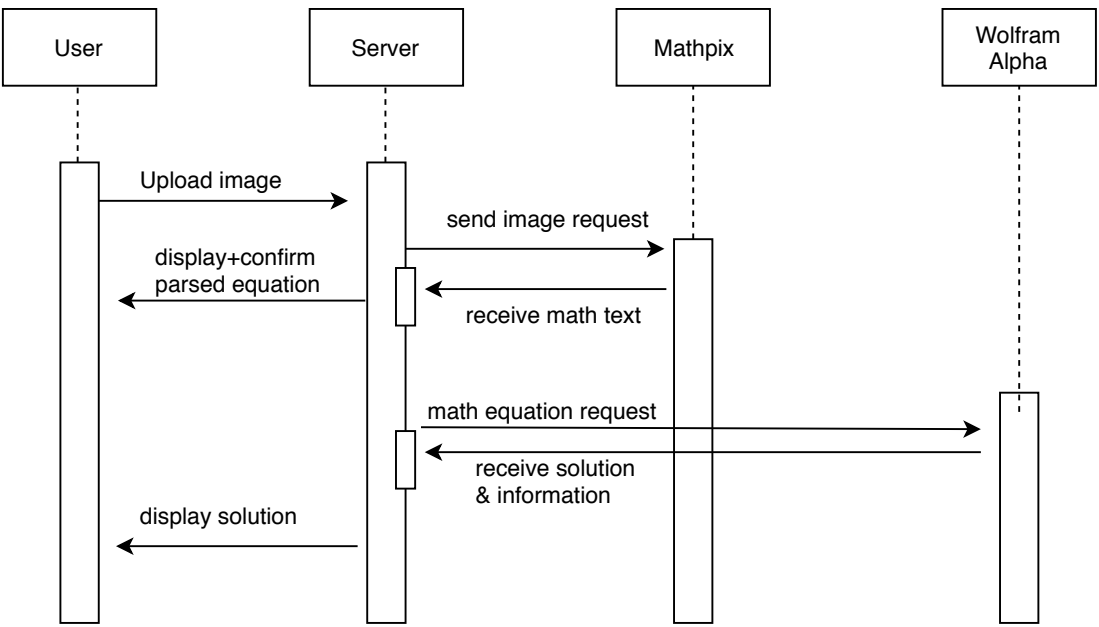 User
Server
Mathpix
Wolfram
Alpha
Upload image
send image request
display+confirm
parsed equation
receive math text
math equation request
receive solution
& information
display solution